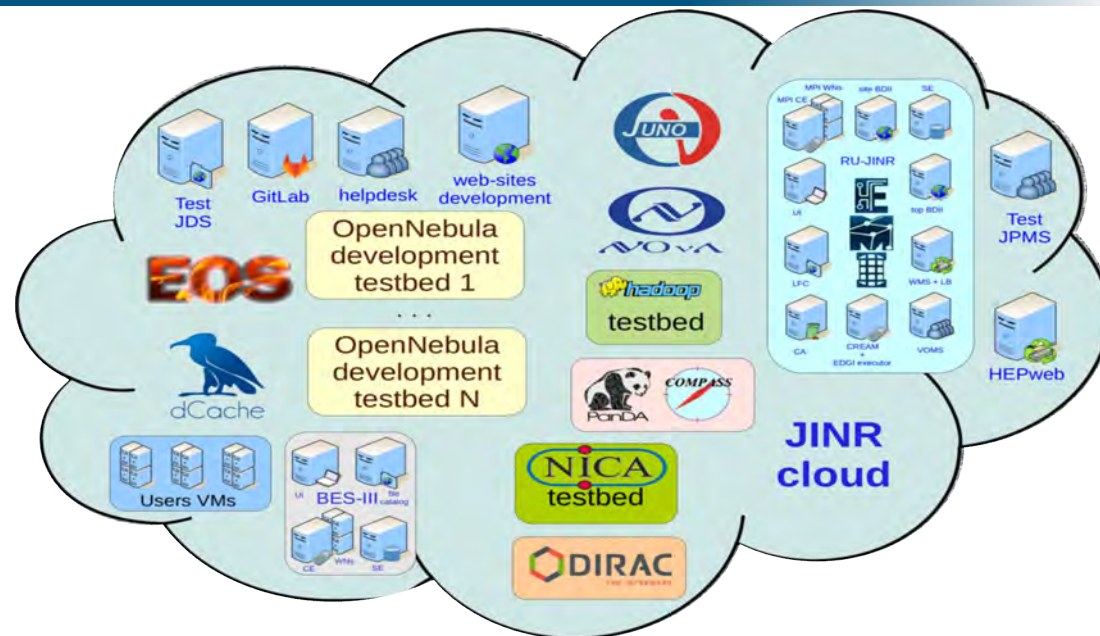 Test
JDS
GitLab
helpdesk
web-sites
development
OpenNebula
development
testbed 1
. . .
OpenNebula
development
testbed N
EOS
dCache
Users VMs
UI
BES-III
file
catalog
CE
WNs
SE
JUNO
NOνA
hadoop
testbed
PanDA
COMPASS
NICA
testbed
DIRAC
THE INTERWARE
MPI WNs
site BDII
SE
MPI CE
RU-JINR
UI
top BDII
LFC
WMS + LB
CA
CREAM
+
EDGI executor
VOMS
Test
JPMS
HEPweb
JINR
cloud